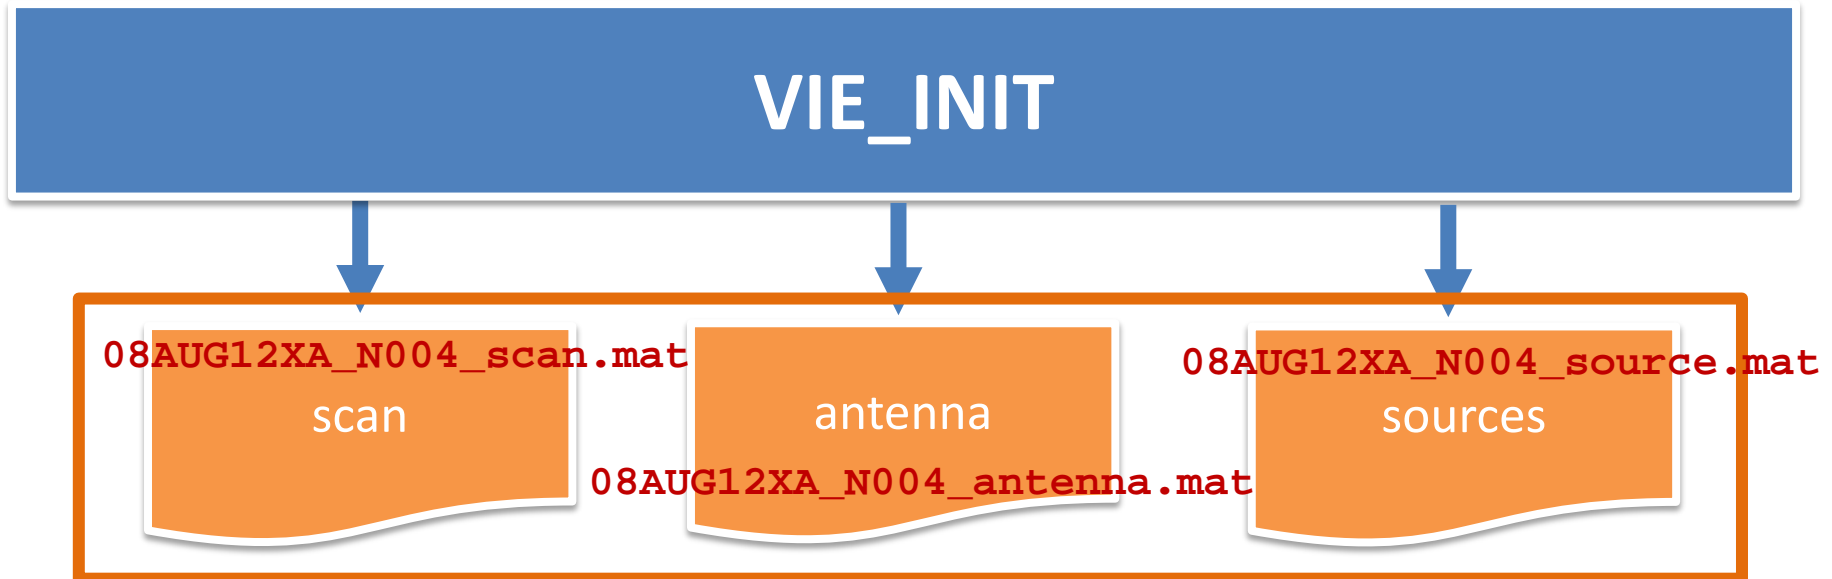 VIE_INIT
08AUG12XA_N004_scan.mat
scan
antenna
08AUG12XA_N004_antenna.mat
08AUG12XA_N004_source.mat
sources